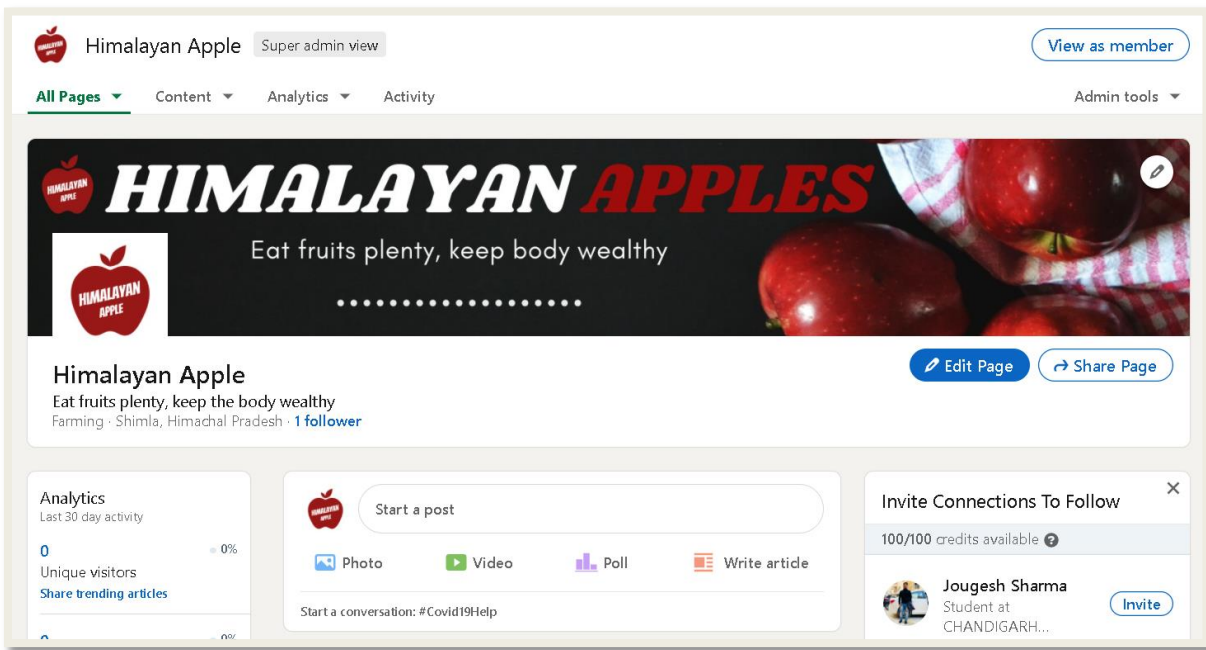 HIMALAYAN APPLE
Himalayan Apple
Super admin view
View as member
All Pages
Content
Analytics
Activity
Admin tools
HIMALAYAN APPLE
HIMALAYAN APPLES
Eat fruits plenty, keep body wealthy
HIMALAYAN
APPLE
Edit Page
Share Page
Himalayan Apple
Eat fruits plenty, keep the body wealthy
Farming · Shimla, Himachal Pradesh · 1 follower
Analytics
Last 30 day activity
0
0%
Unique visitors
Share trending articles
HIMALAYAN APPLE
Start a post
Photo
Video
Poll
Write article
Start a conversation: #Covid19Help
Invite Connections To Follow
100/100 credits available
Jougesh Sharma
Student at
CHANDIGARH...
Invite